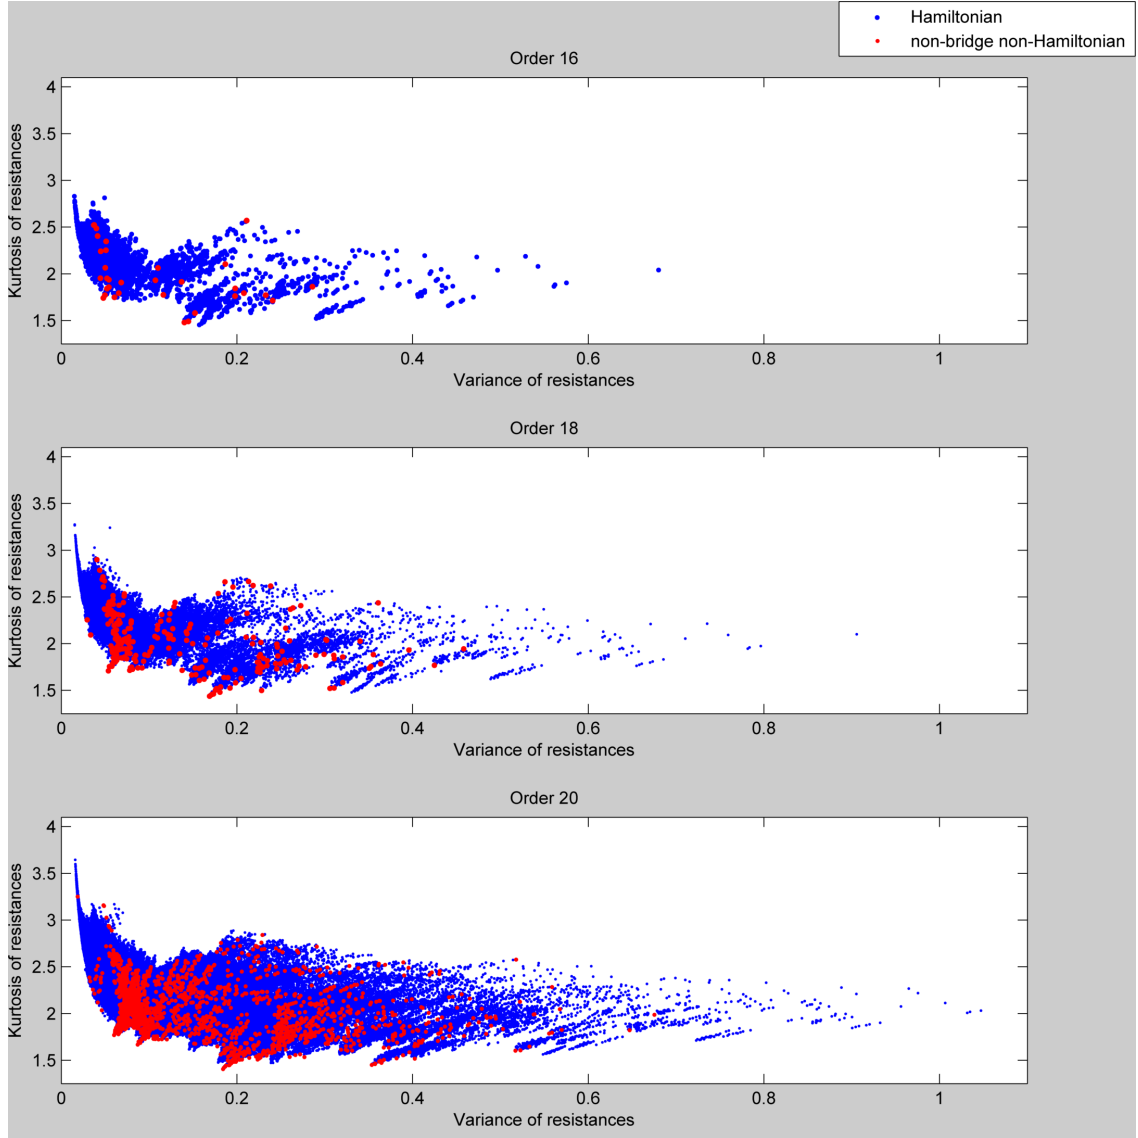 Hamiltonian
non-bridge non-Hamiltonian
Order 16
Kurtosis of resistances
4
3.5
3
2.5
2
1.5
0 0.2 0.4 0.6 0.8 1
Variance of resistances
Order 18
Kurtosis of resistances
4
3.5
3
2.5
2
1.5
0 0.2 0.4 0.6 0.8 1
Variance of resistances
Order 20
Kurtosis of resistances
4
3.5
3
2.5
2
1.5
0 0.2 0.4 0.6 0.8 1
Variance of resistances